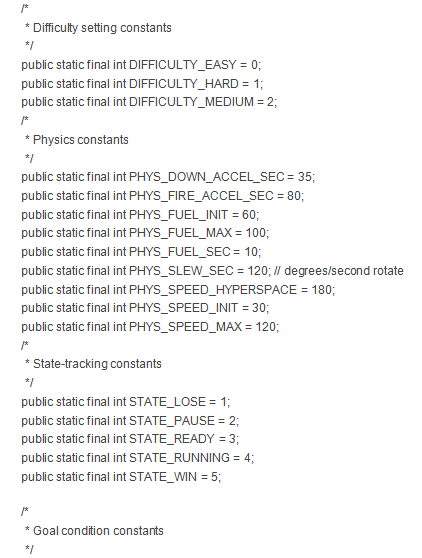 /*
 * Difficulty setting constants
 */
public static final int DIFFICULTY_EASY = 0;
public static final int DIFFICULTY_HARD = 1;
public static final int DIFFICULTY_MEDIUM = 2;
/*
 * Physics constants
 */
public static final int PHYS_DOWN_ACCEL_SEC = 35;
public static final int PHYS_FIRE_ACCEL_SEC = 80;
public static final int PHYS_FUEL_INIT = 60;
public static final int PHYS_FUEL_MAX = 100;
public static final int PHYS_FUEL_SEC = 10;
public static final int PHYS_SLEW_SEC = 120; // degrees/second rotate
public static final int PHYS_SPEED_HYPERSPACE = 180;
public static final int PHYS_SPEED_INIT = 30;
public static final int PHYS_SPEED_MAX = 120;
/*
 * State-tracking constants
 */
public static final int STATE_LOSE = 1;
public static final int STATE_PAUSE = 2;
public static final int STATE_READY = 3;
public static final int STATE_RUNNING = 4;
public static final int STATE_WIN = 5;

/*
 * Goal condition constants
 */